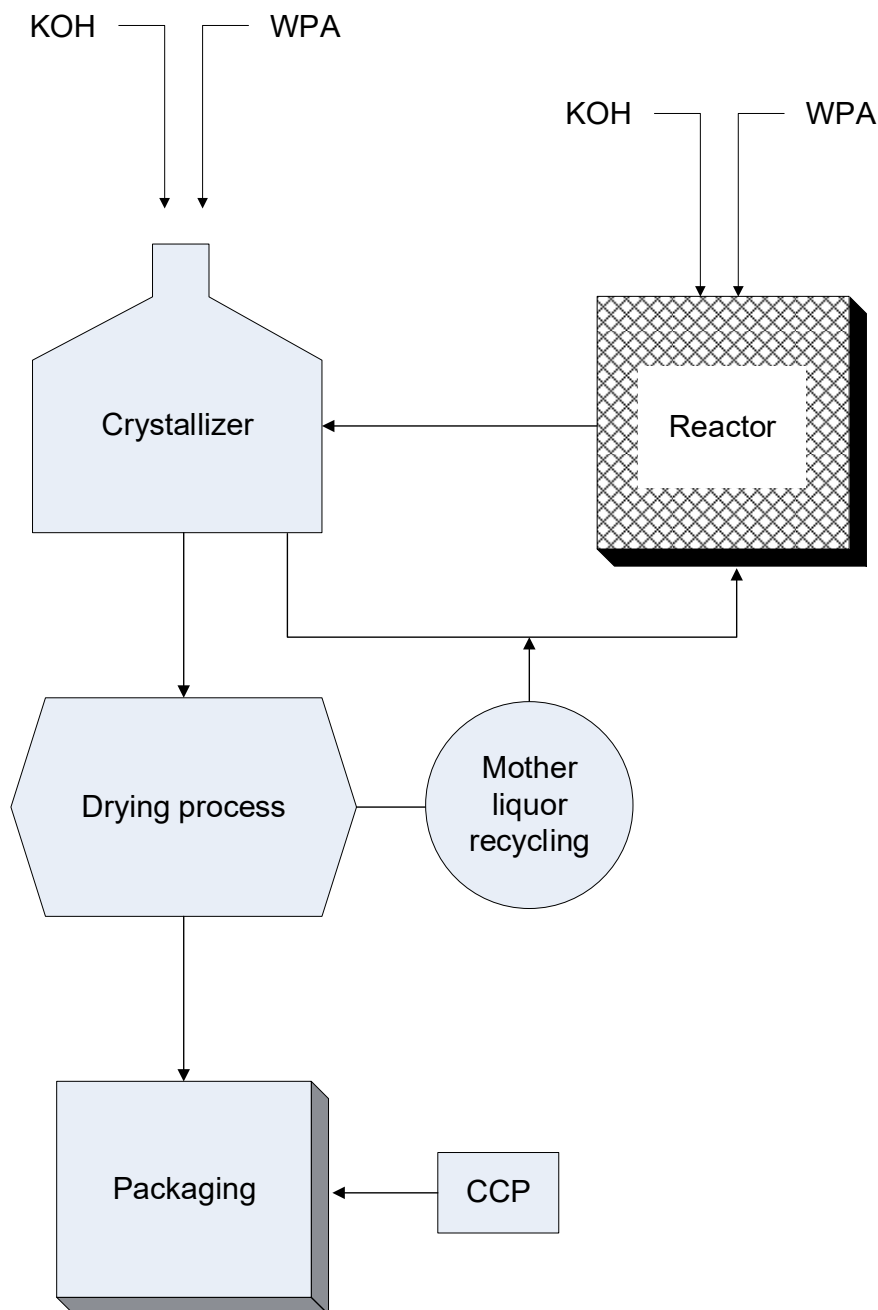 KOH
WPA
KOH
WPA
Crystallizer
Reactor
Mother
liquor
recycling
Drying process
Packaging
CCP